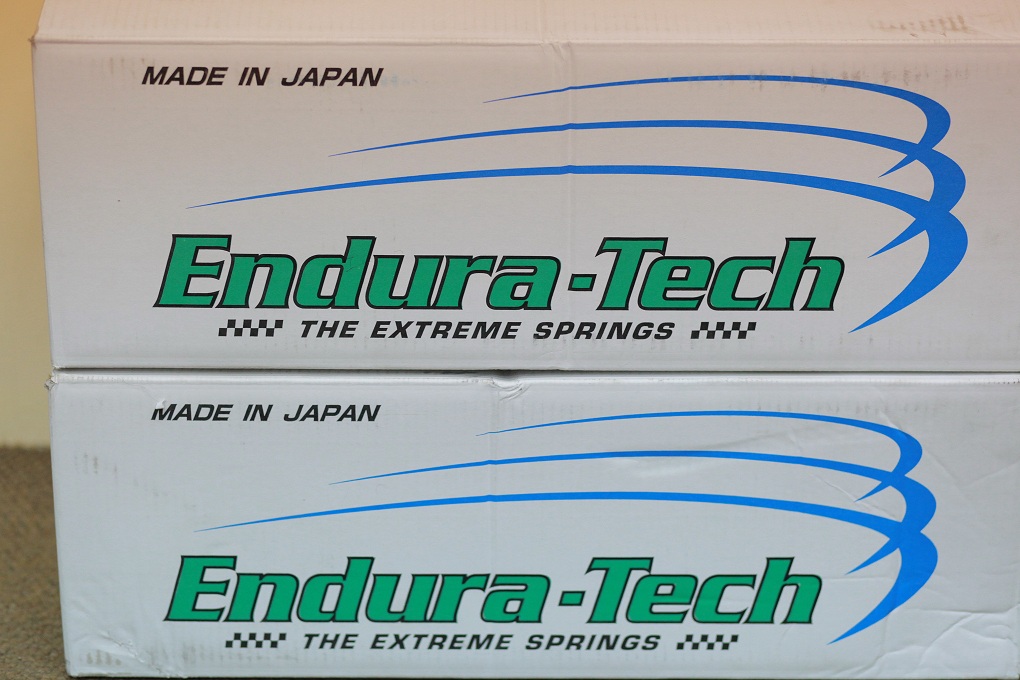 MADE IN JAPAN
Endura-Tech
THE EXTREME SPRINGS
MADE IN JAPAN
Endura-Tech
THE EXTREME SPRINGS